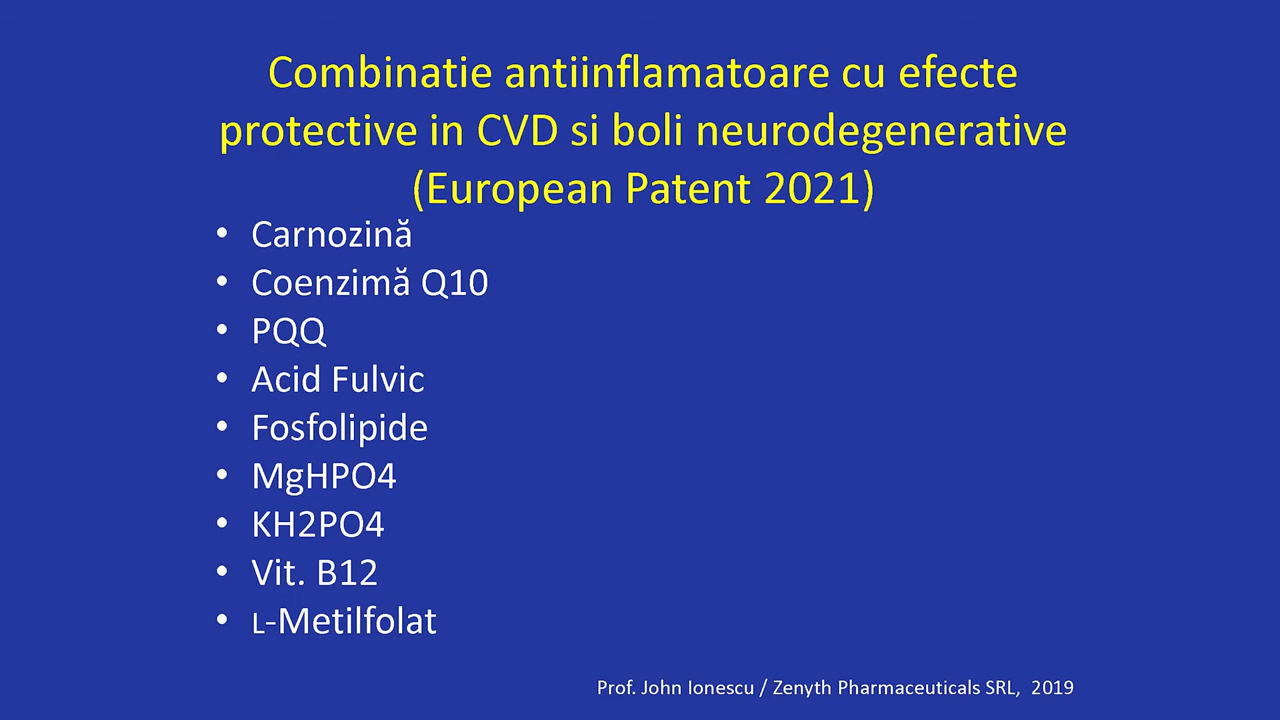 Combinatie antiinflamatoare cu efecte
protective in CVD si boli neurodegenerative
(European Patent 2021)
• Carnozină
• Coenzimă Q10
• PQQ
• Acid Fulvic
• Fosfolipide
• MgHPO4
• KH2PO4
• Vit. B12
• L-Metilfolat
Prof. John Ionescu / Zenyth Pharmaceuticals SRL, 2019